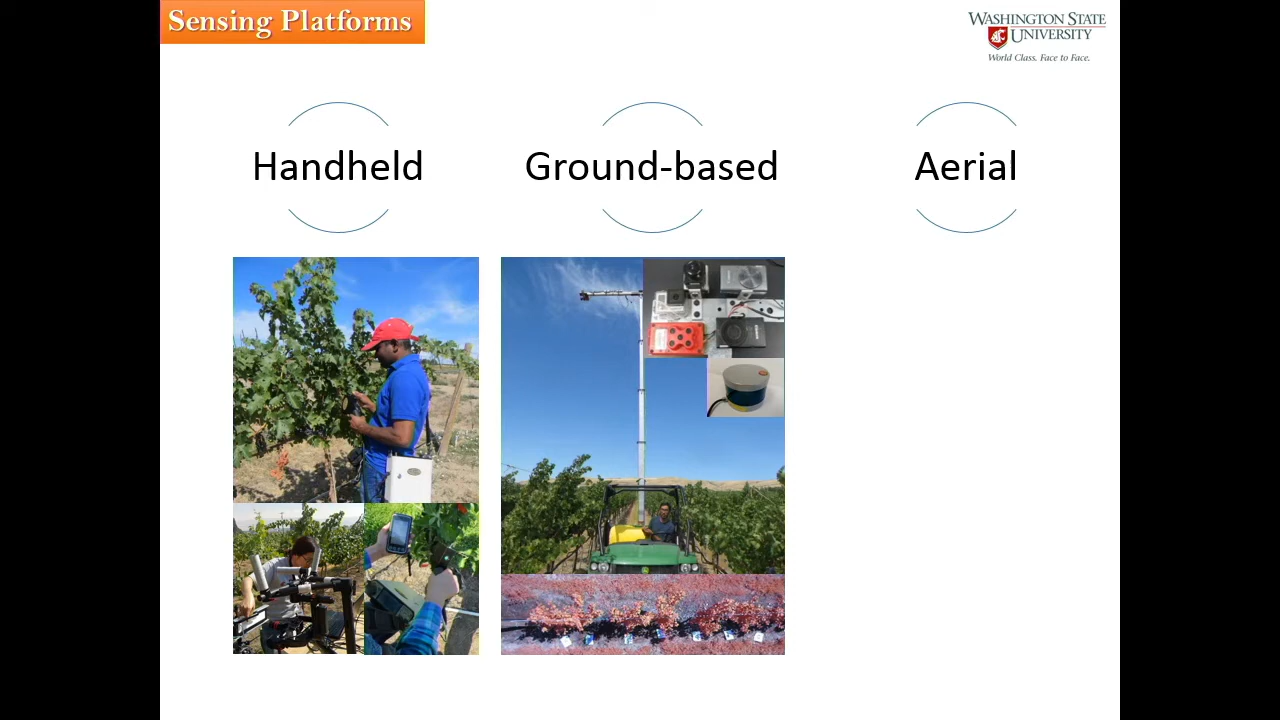 Sensing Platforms
WASHINGTON STATE
UNIVERSITY
World Class. Face to Face.
Handheld
Ground-based
Aerial